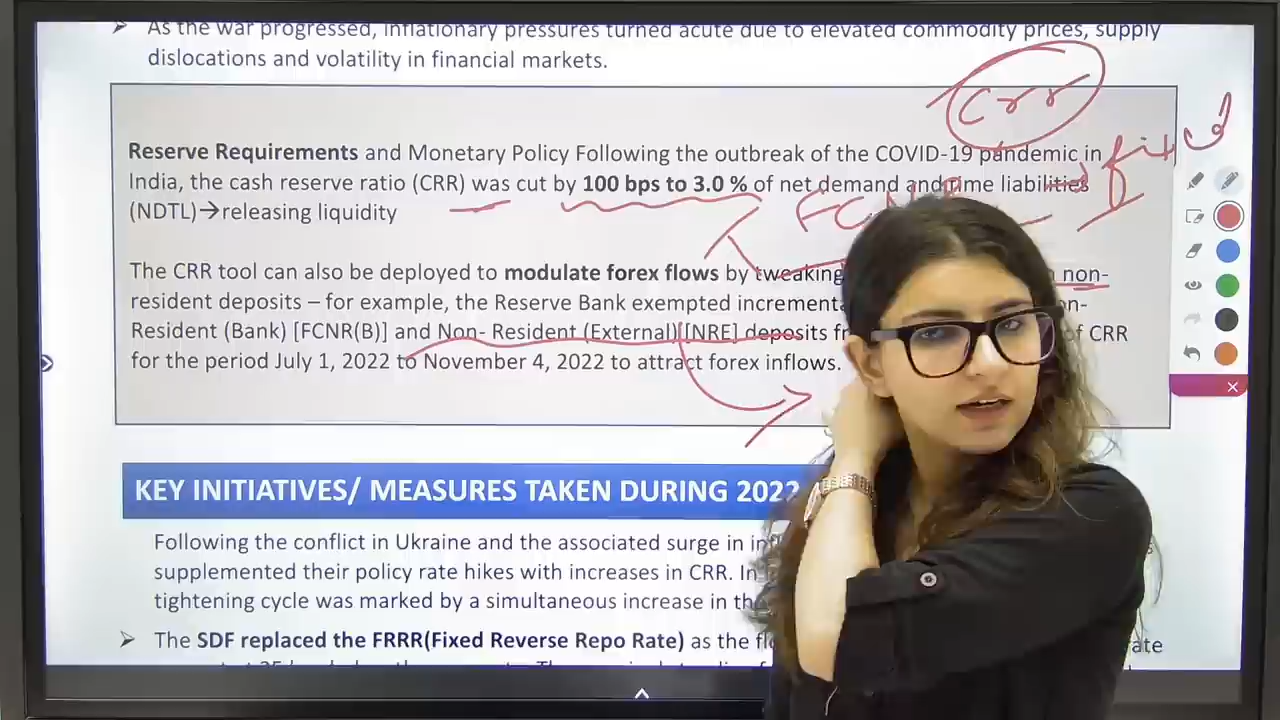 As the war progressed, inflationary pressures turned acute due to elevated commodity prices, supply
dislocations and volatility in financial markets.
Crr
Reserve Requirements and Monetary Policy Following the outbreak of the COVID-19 pandemic in
fixed
India, the cash reserve ratio (CRR) was cut by 100 bps to 3.0 % of net demand and time liabilities
(NDTL)→releasing liquidity
FCNR
The CRR tool can also be deployed to modulate forex flows by tweaking non-
resident deposits – for example, the Reserve Bank exempted
Resident (Bank) [FCNR(B)] and Non- Resident (External) [NRE] deposits of CRR
for the period July 1, 2022 to November 4, 2022 to attract forex inflows.
KEY INITIATIVES/ MEASURES TAKEN DURING 2022
Following the conflict in Ukraine and the associated surge in
supplemented their policy rate hikes with increases in CRR. In
tightening cycle was marked by a simultaneous increase in
The SDF replaced the FRRR(Fixed Reverse Repo Rate) as the